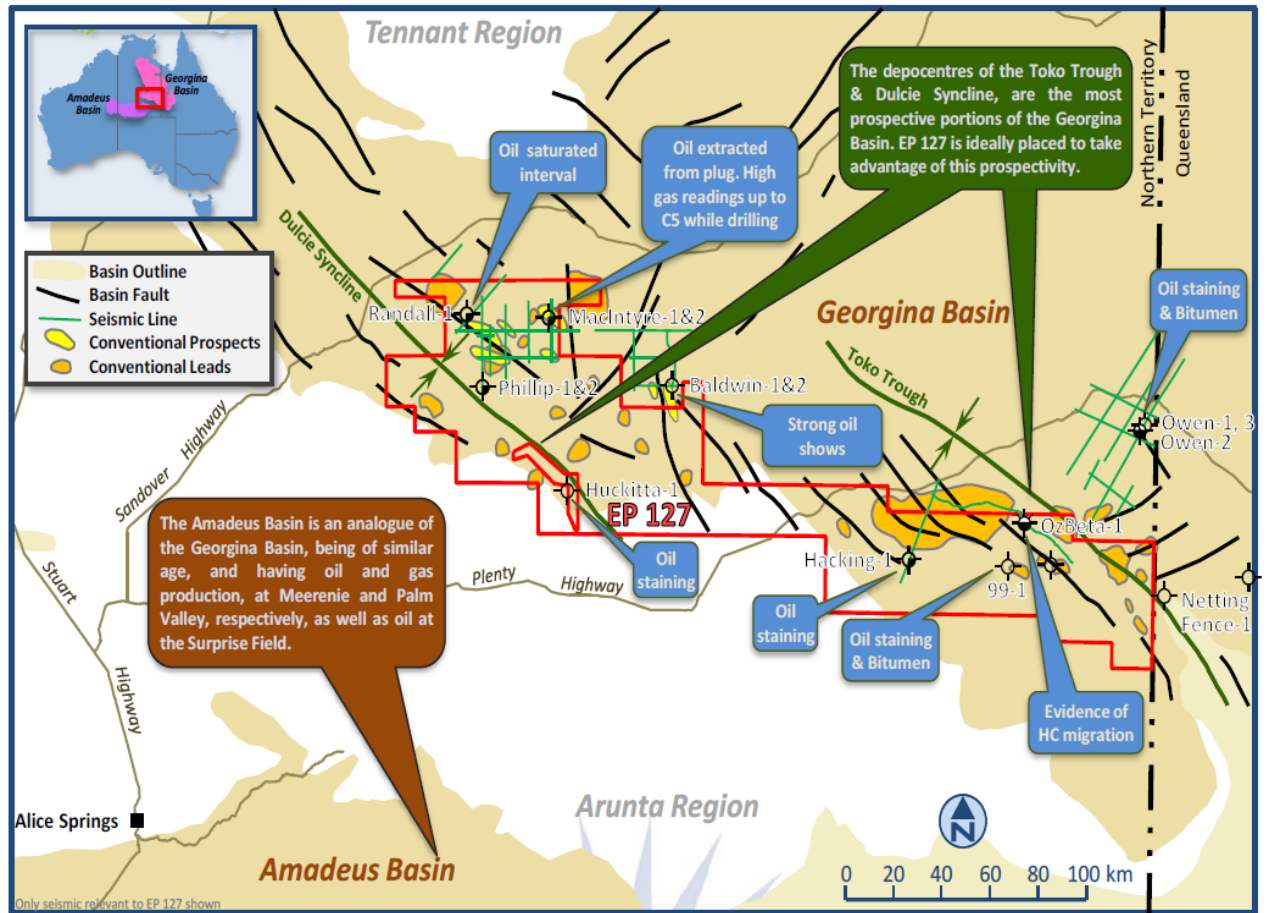 Tennant Region
Georgina
Basin
Amadeus
Basin
The depocentres of the Toko Trough
& Dulcie Syncline, are the most
prospective portions of the Georgina
Basin. EP 127 is ideally placed to take
advantage of this prospectivity.
Northern Territory
Queensland
Oil saturated
interval
Oil extracted
from plug. High
gas readings up to
C5 while drilling
Dulcie Syncline
Basin Outline
Basin Fault
Seismic Line
Conventional Prospects
Conventional Leads
Randall-1
MacIntyre-1&2
Georgina Basin
Oil staining
& Bitumen
Toko Trough
Phillip-1&2
Baldwin-1&2
Strong oil
shows
Owen-1, 3
Owen-2
Sandover Highway
Huckitta-1
EP 127
OzBeta-1
The Amadeus Basin is an analogue of
the Georgina Basin, being of similar
age, and having oil and gas
production, at Meerenie and Palm
Valley, respectively, as well as oil at
the Surprise Field.
Oil
staining
Hacking-1
99-1
Netting
Fence-1
Stuart
Highway
Plenty
Highway
Oil
staining
Oil staining
& Bitumen
Evidence of
HC migration
Alice Springs
Arunta Region
N
Amadeus Basin
0 20 40 60 80 100 km
Only seismic relevant to EP 127 shown